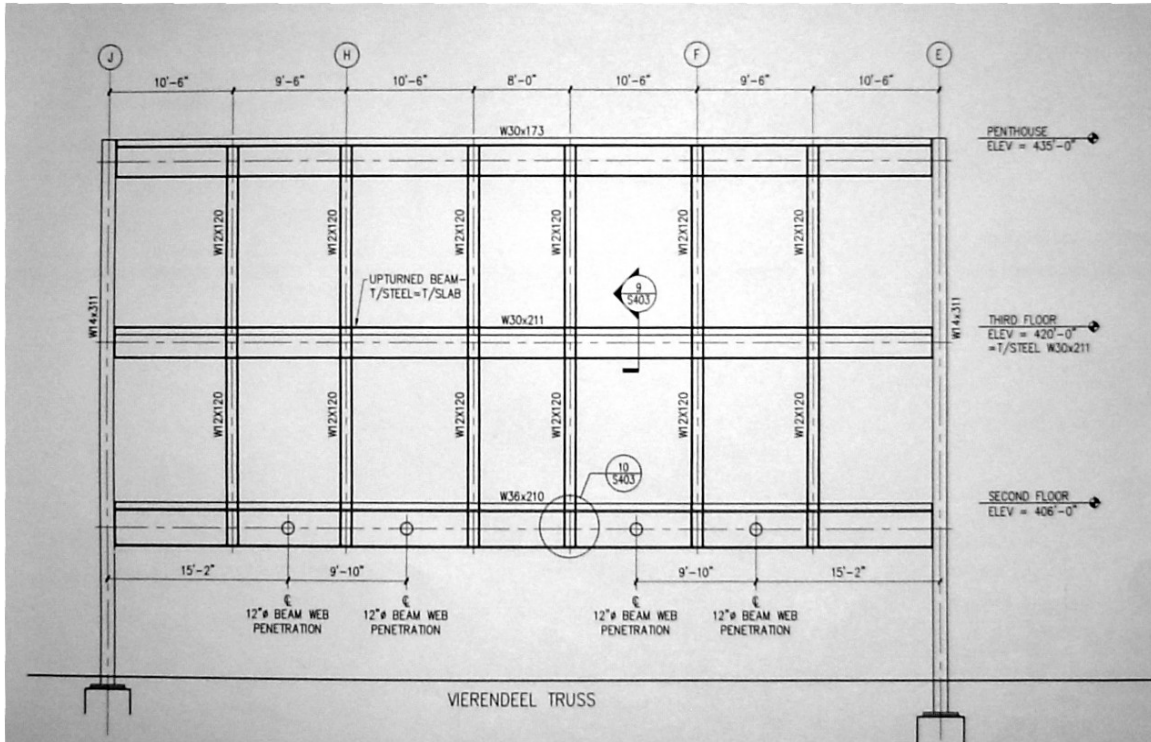 J
H
F
E
10'-6"
9'-6"
10'-6"
8'-0"
10'-6"
9'-6"
10'-6"
W30x173
PENTHOUSE
ELEV = 435'-0"
W12X120
W12X120
W12X120
W12X120
W12X120
W12X120
UPTURNED BEAM-
T/STEEL=T/SLAB
9
S403
W14x311
W14x311
W30x211
THIRD FLOOR
ELEV = 420'-0"
=T/STEEL W30x211
W12X120
W12X120
W12X120
W12X120
W12X120
W12X120
10
S403
W36x210
SECOND FLOOR
ELEV = 406'-0"
15'-2"
9'-10"
9'-10"
15'-2"
℄
℄
℄
℄
12"ø BEAM WEB
PENETRATION
12"ø BEAM WEB
PENETRATION
12"ø BEAM WEB
PENETRATION
12"ø BEAM WEB
PENETRATION
VIERENDEEL TRUSS